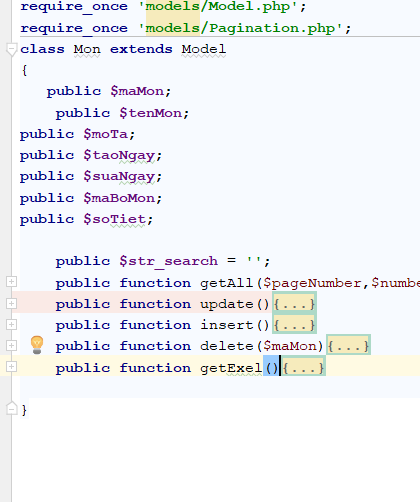 require_once 'models/Model.php';
require_once 'models/Pagination.php';
class Mon extends Model
{
public $maMon;
public $tenMon;
public $moTa;
public $taoNgay;
public $suaNgay;
public $maBoMon;
public $soTiet;
public $str_search = '';
public function getAll($pageNumber,$numbe
public function update(){...}
public function insert(){...}
public function delete($maMon){...}
public function getExel(){...}
}